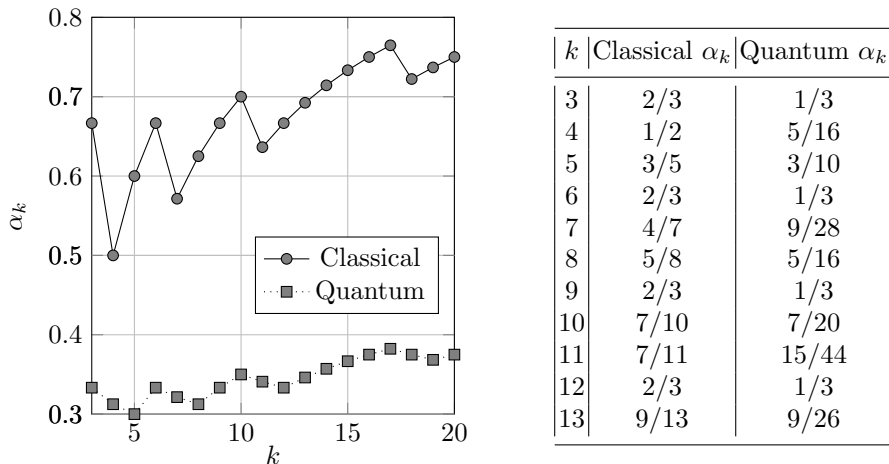 0.8
0.7
0.6
0.5
0.4
0.3
α_k
5 10 15 20
k
Classical
Quantum
k Classical α_k Quantum α_k
3 2/3 1/3
4 1/2 5/16
5 3/5 3/10
6 2/3 1/3
7 4/7 9/28
8 5/8 5/16
9 2/3 1/3
10 7/10 7/20
11 7/11 15/44
12 2/3 1/3
13 9/13 9/26